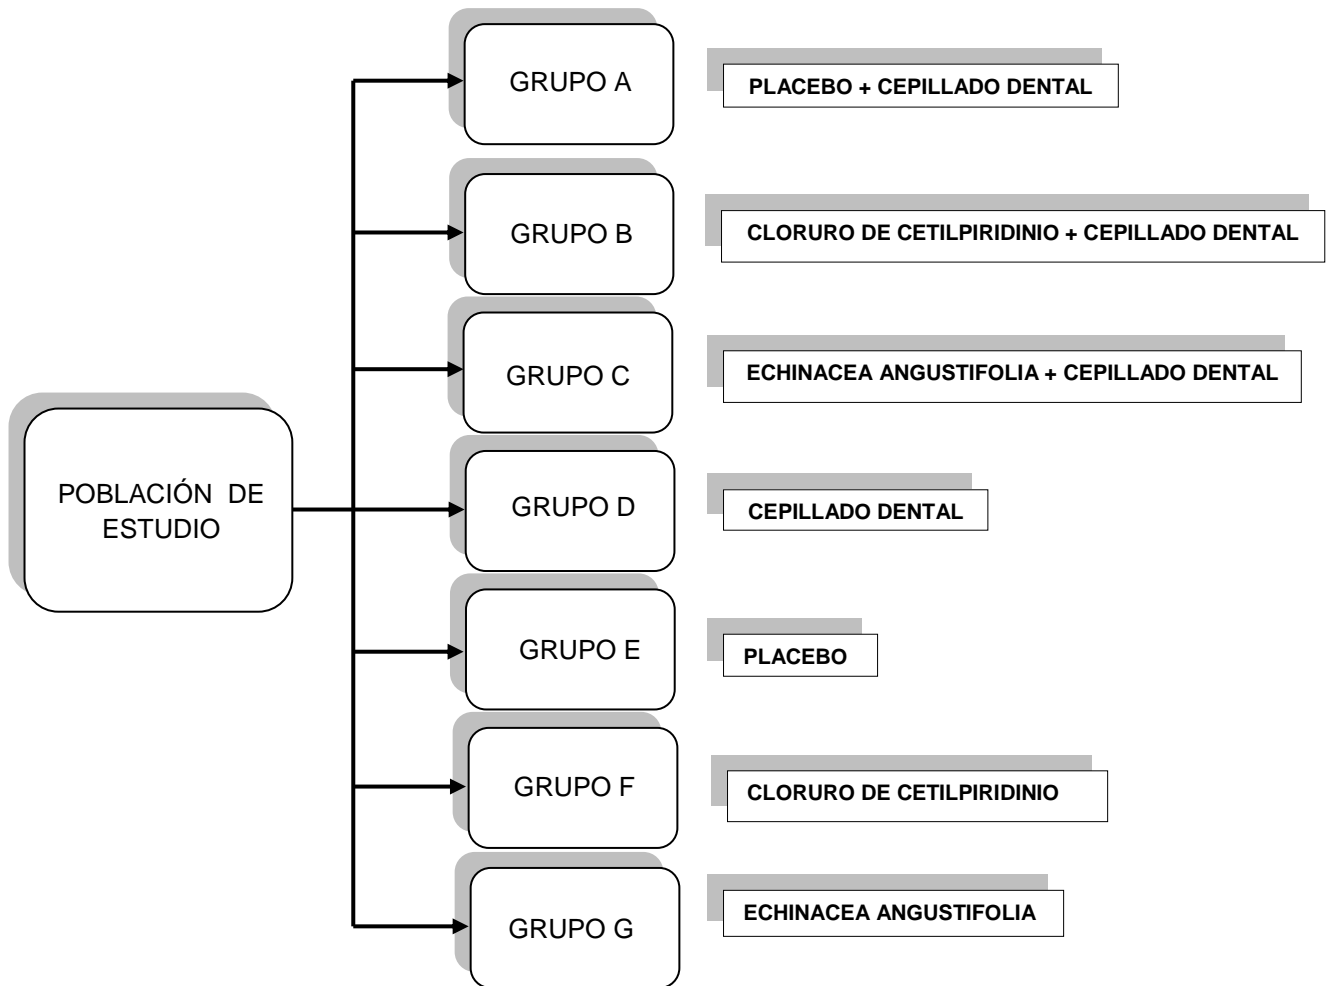 GRUPO A
PLACEBO + CEPILLADO DENTAL
GRUPO B
CLORURO DE CETILPIRIDINIO + CEPILLADO DENTAL
GRUPO C
ECHINACEA ANGUSTIFOLIA + CEPILLADO DENTAL
POBLACIÓN DE
ESTUDIO
GRUPO D
CEPILLADO DENTAL
GRUPO E
PLACEBO
GRUPO F
CLORURO DE CETILPIRIDINIO
GRUPO G
ECHINACEA ANGUSTIFOLIA